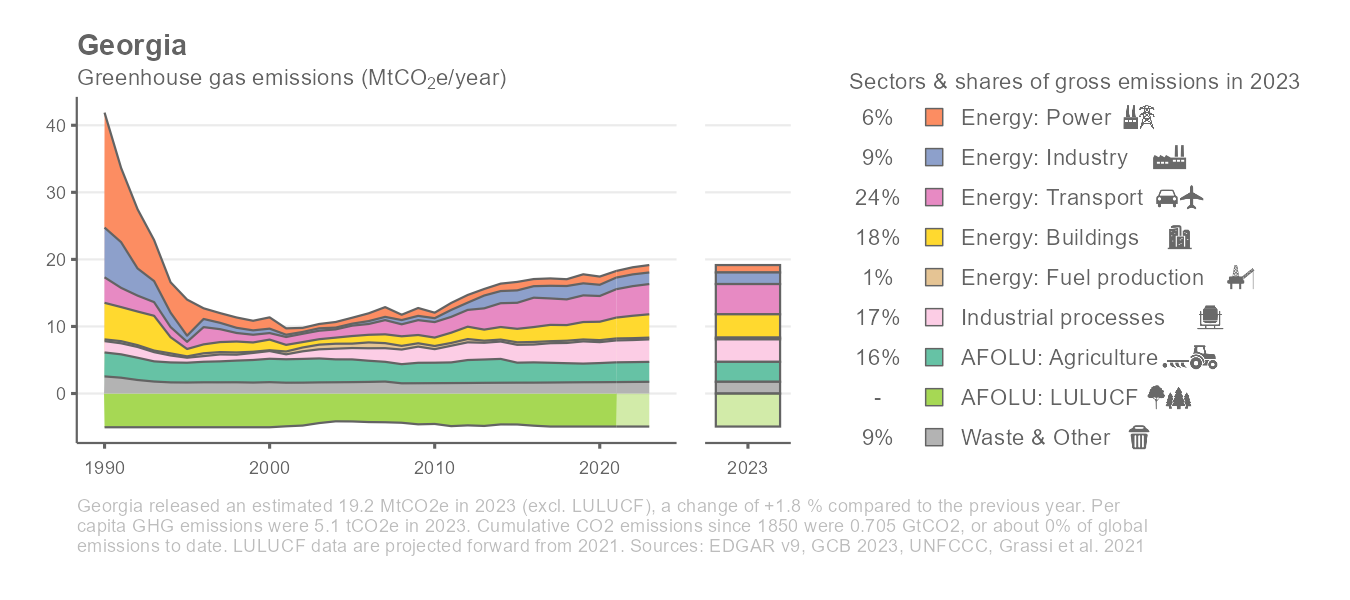 Georgia
Greenhouse gas emissions (MtCO₂e/year)
40
30
20
10
0
1990
2000
2010
2020
2023
Sectors & shares of gross emissions in 2023
6% Energy: Power
9% Energy: Industry
24% Energy: Transport
18% Energy: Buildings
1% Energy: Fuel production
17% Industrial processes
16% AFOLU: Agriculture
- AFOLU: LULUCF
9% Waste & Other
Georgia released an estimated 19.2 MtCO2e in 2023 (excl. LULUCF), a change of +1.8 % compared to the previous year. Per
capita GHG emissions were 5.1 tCO2e in 2023. Cumulative CO2 emissions since 1850 were 0.705 GtCO2, or about 0% of global
emissions to date. LULUCF data are projected forward from 2021. Sources: EDGAR v9, GCB 2023, UNFCCC, Grassi et al. 2021